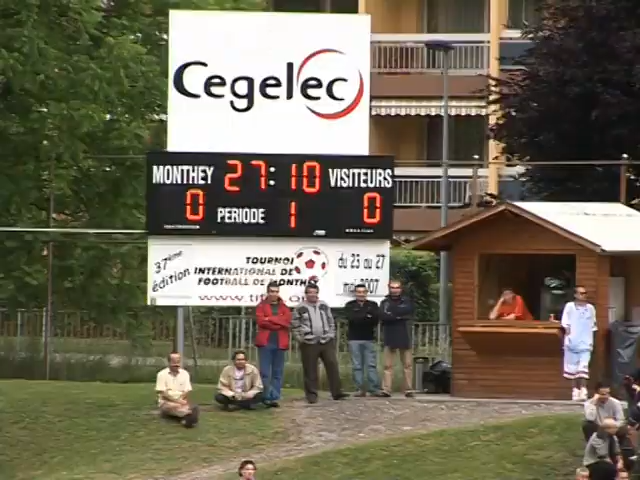 Cegelec
MONTHEY 27:10 VISITEURS
0 PERIODE 1 0
37ème édition
TOURNOI
INTERNATIONAL DE
FOOTBALL DE MONTHEY
du 23 au 27
mai 2007